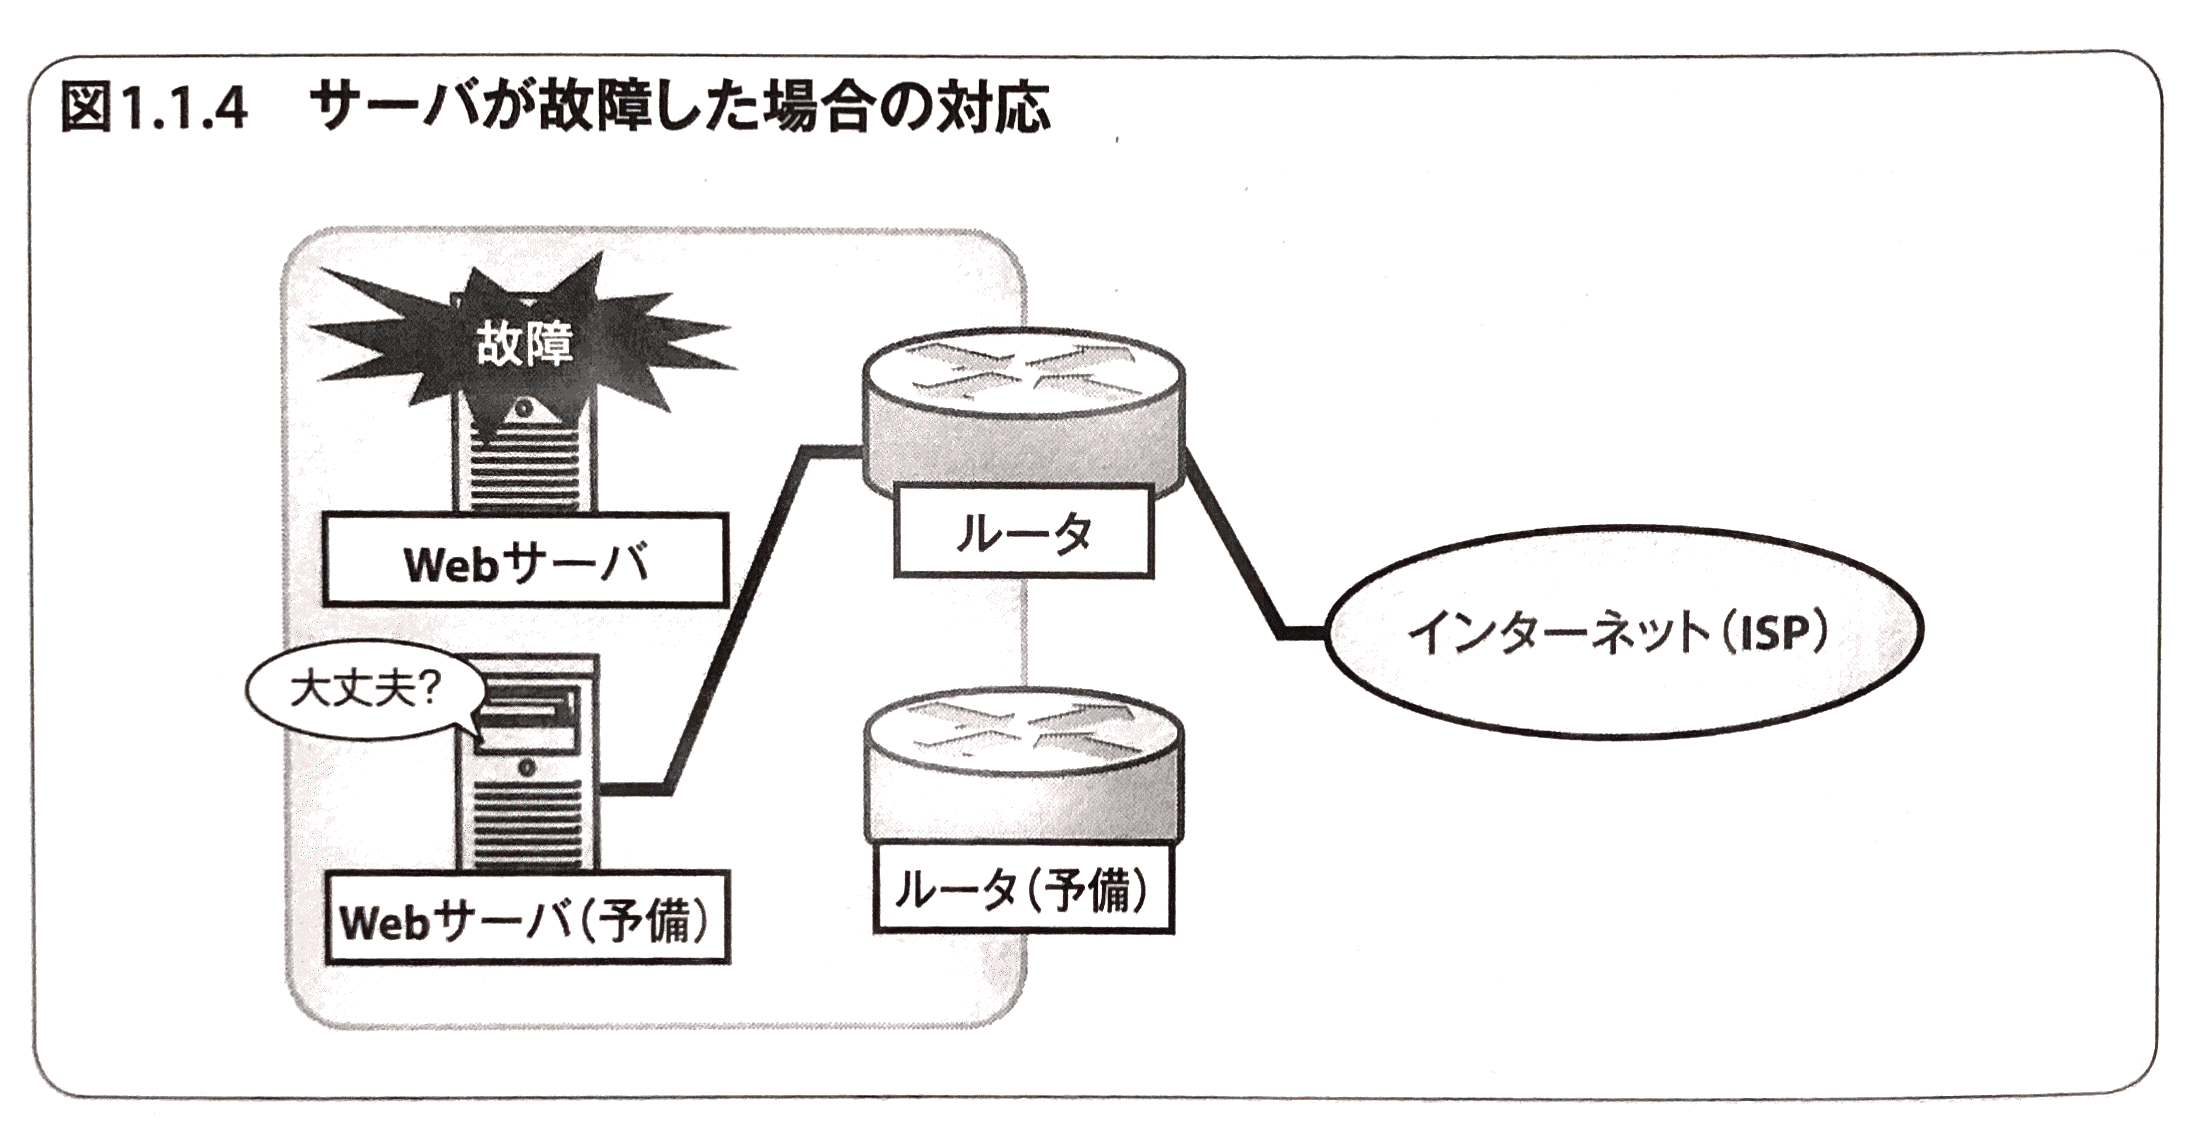 図1.1.4 サーバが故障した場合の対応
故障
Webサーバ
ルータ
インターネット(ISP)
大丈夫?
Webサーバ(予備)
ルータ(予備)